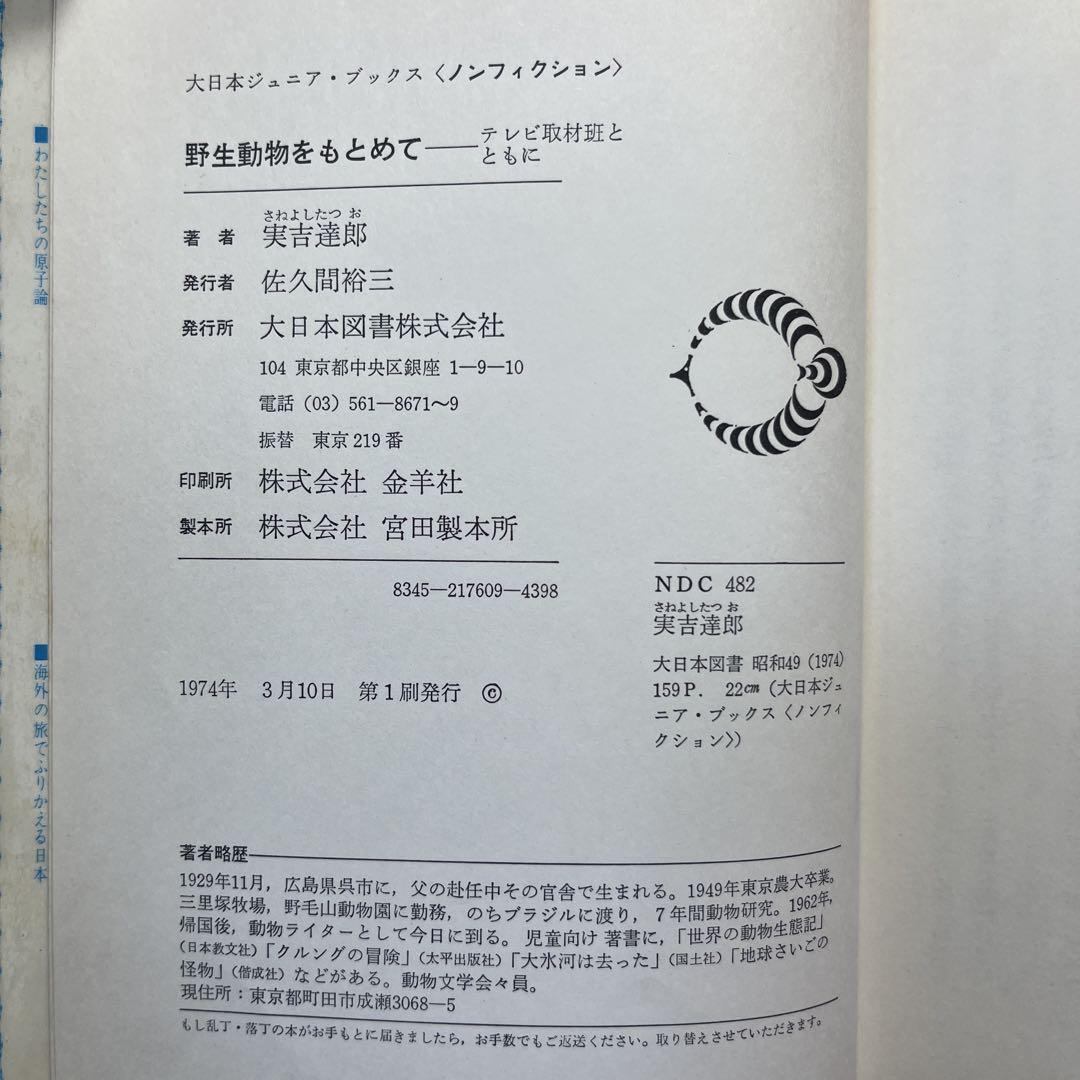 大日本ジュニア・ブックス〈ノンフィクション〉
野生動物をもとめて――テレビ取材班と
ともに
さねよしたつ お
著 者 実吉達郎
発行者 佐久間裕三
発行所 大日本図書株式会社
104 東京都中央区銀座 1―9―10
電話（03）561―8671〜9
振替 東京219番
印刷所 株式会社 金羊社
製本所 株式会社 宮田製本所
8345―217609―4398
1974年 3月10日 第1刷発行 ©
NDC 482
さねよしたつ お
実吉達郎
大日本図書 昭和49（1974）
159P. 22cm（大日本ジュ
ニア・ブックス〈ノンフィ
クション〉）
著者略歴
1929年11月，広島県呉市に，父の赴任中その官舎で生まれる。1949年東京農大卒業。
三里塚牧場，野毛山動物園に勤務，のちブラジルに渡り，7年間動物研究。1962年，
帰国後，動物ライターとして今日に到る。児童向け著書に，「世界の動物生態記」
（日本教文社）「クルングの冒険」（太平出版社）「大氷河は去った」（国土社）「地球さいごの
怪物」（偕成社）などがある。動物文学会々員。
現住所：東京都町田市成瀬3068―5
もし乱丁・落丁の本がお手もとに届きましたら，お手数でもご返送ください。取り替えさせていただきます。
■わたしたちの原子論
■海外の旅でふりかえる日本